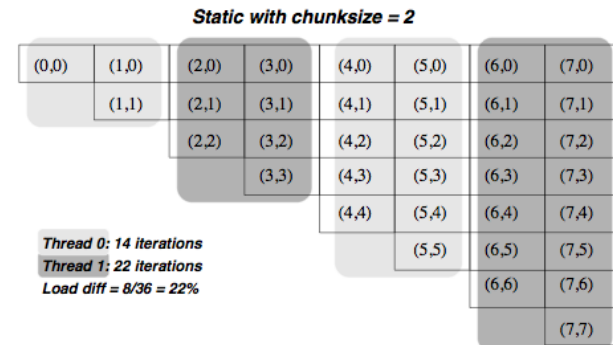 Static with chunksize = 2
(0,0) (1,0) (2,0) (3,0) (4,0) (5,0) (6,0) (7,0)
(1,1) (2,1) (3,1) (4,1) (5,1) (6,1) (7,1)
(2,2) (3,2) (4,2) (5,2) (6,2) (7,2)
(3,3) (4,3) (5,3) (6,3) (7,3)
(4,4) (5,4) (6,4) (7,4)
(5,5) (6,5) (7,5)
(6,6) (7,6)
(7,7)
Thread 0: 14 iterations
Thread 1: 22 iterations
Load diff = 8/36 = 22%